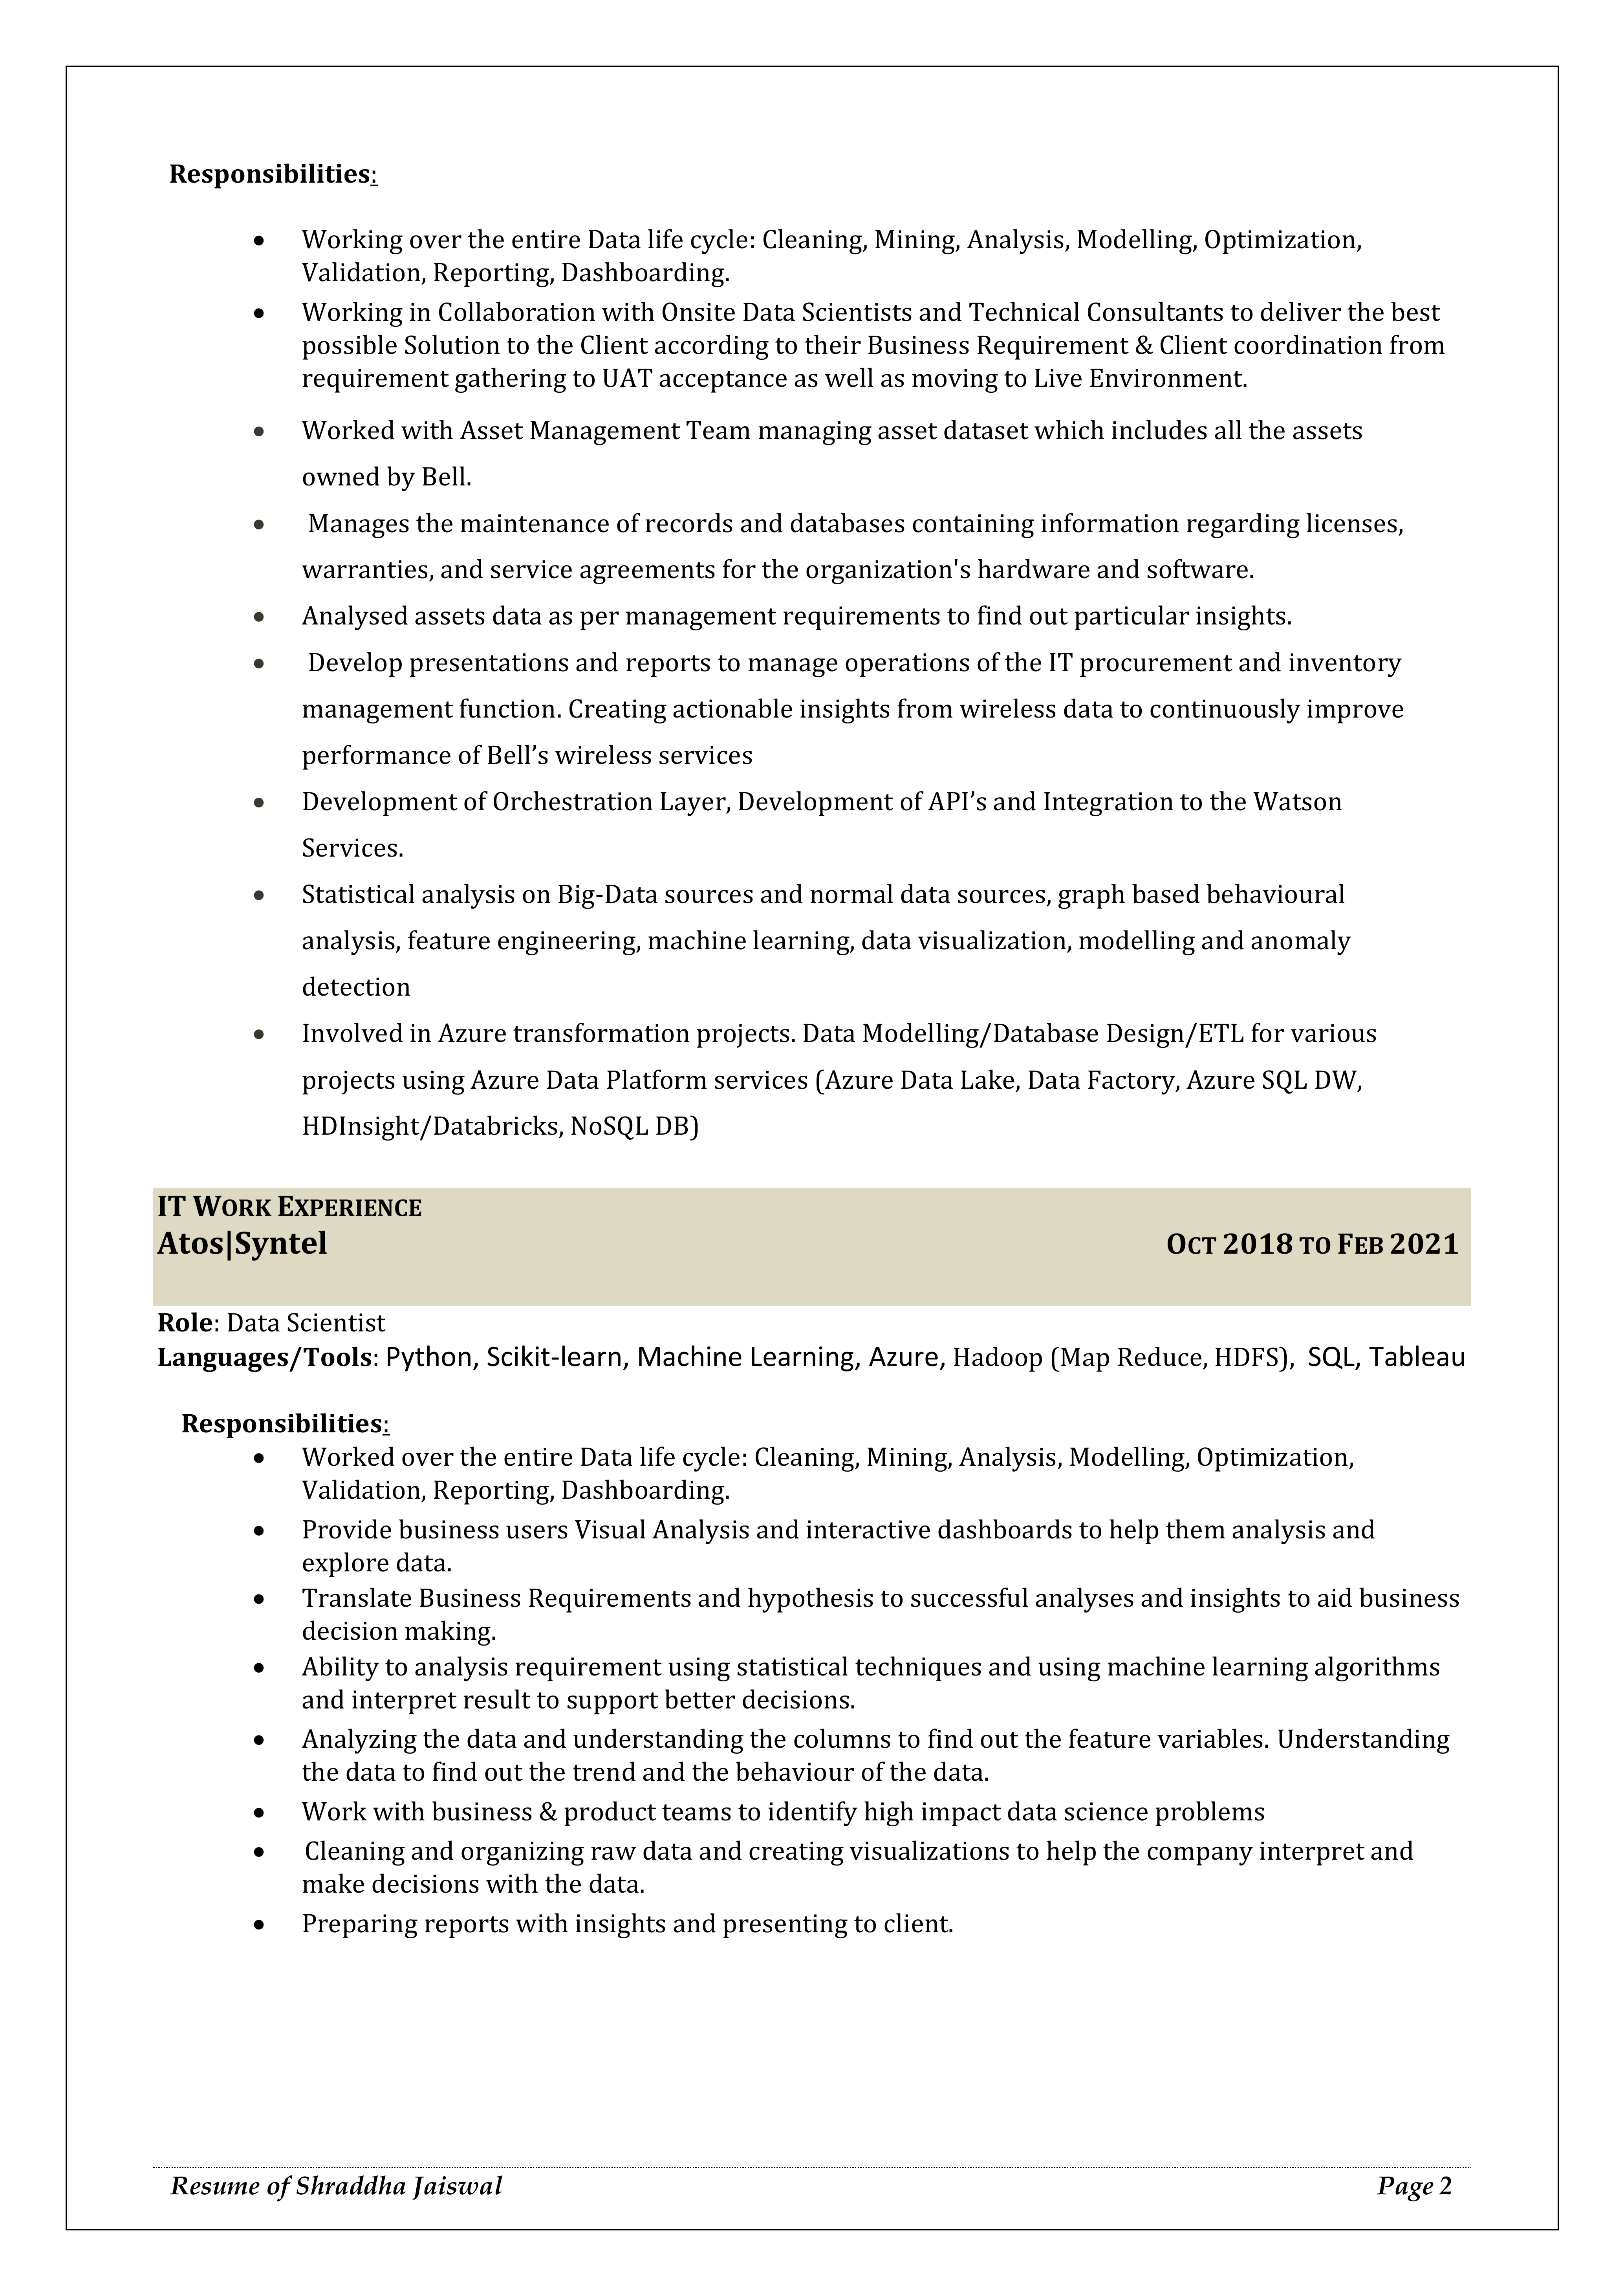 Responsibilities:
• Working over the entire Data life cycle: Cleaning, Mining, Analysis, Modelling, Optimization,
Validation, Reporting, Dashboarding.
• Working in Collaboration with Onsite Data Scientists and Technical Consultants to deliver the best
possible Solution to the Client according to their Business Requirement & Client coordination from
requirement gathering to UAT acceptance as well as moving to Live Environment.
• Worked with Asset Management Team managing asset dataset which includes all the assets
owned by Bell.
• Manages the maintenance of records and databases containing information regarding licenses,
warranties, and service agreements for the organization's hardware and software.
• Analysed assets data as per management requirements to find out particular insights.
• Develop presentations and reports to manage operations of the IT procurement and inventory
management function. Creating actionable insights from wireless data to continuously improve
performance of Bell’s wireless services
• Development of Orchestration Layer, Development of API’s and Integration to the Watson
Services.
• Statistical analysis on Big-Data sources and normal data sources, graph based behavioural
analysis, feature engineering, machine learning, data visualization, modelling and anomaly
detection
• Involved in Azure transformation projects. Data Modelling/Database Design/ETL for various
projects using Azure Data Platform services (Azure Data Lake, Data Factory, Azure SQL DW,
HDInsight/Databricks, NoSQL DB)
IT WORK EXPERIENCE
Atos|Syntel OCT 2018 TO FEB 2021
Role: Data Scientist
Languages/Tools: Python, Scikit-learn, Machine Learning, Azure, Hadoop (Map Reduce, HDFS), SQL, Tableau
Responsibilities:
• Worked over the entire Data life cycle: Cleaning, Mining, Analysis, Modelling, Optimization,
Validation, Reporting, Dashboarding.
• Provide business users Visual Analysis and interactive dashboards to help them analysis and
explore data.
• Translate Business Requirements and hypothesis to successful analyses and insights to aid business
decision making.
• Ability to analysis requirement using statistical techniques and using machine learning algorithms
and interpret result to support better decisions.
• Analyzing the data and understanding the columns to find out the feature variables. Understanding
the data to find out the trend and the behaviour of the data.
• Work with business & product teams to identify high impact data science problems
• Cleaning and organizing raw data and creating visualizations to help the company interpret and
make decisions with the data.
• Preparing reports with insights and presenting to client.
Resume of Shraddha Jaiswal Page 2